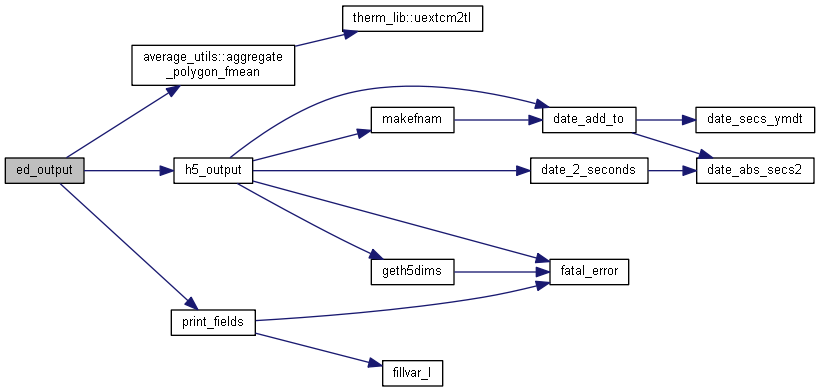 therm_lib::uextcm2tl
average_utils::aggregate
_polygon_fmean
makefnam
date_add_to
date_secs_ymdt
ed_output
h5_output
date_2_seconds
date_abs_secs2
geth5dims
fatal_error
print_fields
fillvar_l